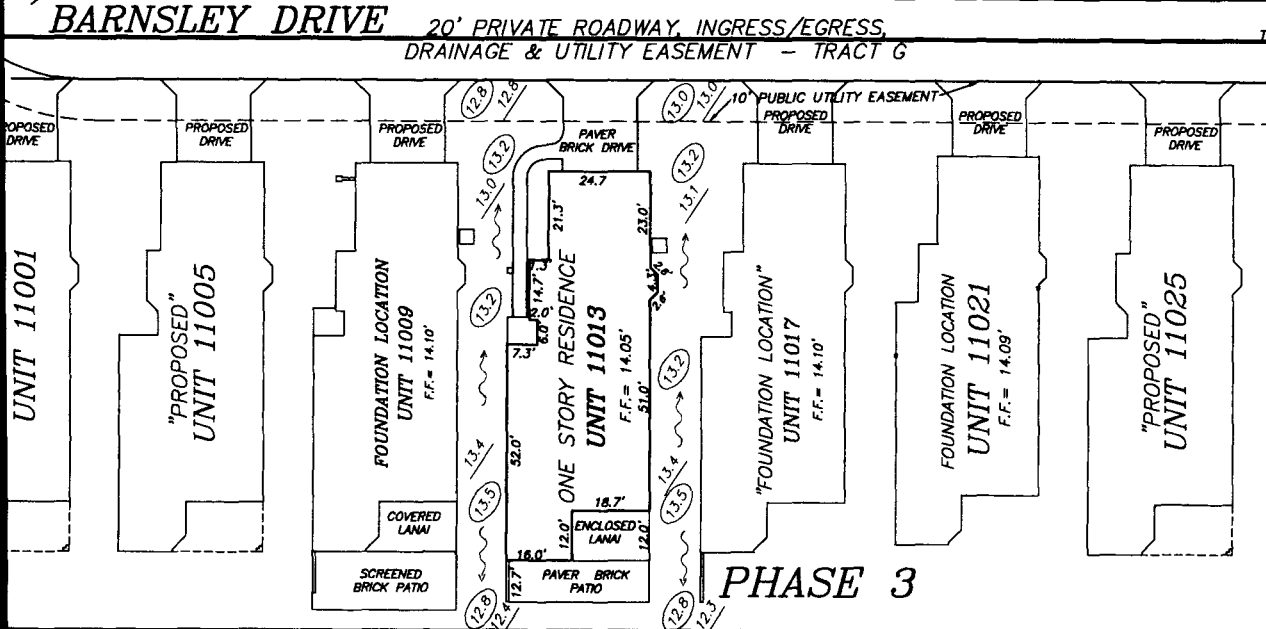 BARNSLEY DRIVE
20' PRIVATE ROADWAY, INGRESS/EGRESS,
DRAINAGE & UTILITY EASEMENT – TRACT G
12.8
12.8
13.0
13.0
10' PUBLIC UTILITY EASEMENT
PROPOSED
DRIVE
PROPOSED
DRIVE
PAVER
BRICK DRIVE
PROPOSED
DRIVE
PROPOSED
DRIVE
PROPOSED
DRIVE
13.2
13.0
24.7
13.2
13.1
21.3'
23.0'
14.7'
2.0'
6.0'
7.3'
4.3'
2.6'
UNIT 11001
"PROPOSED"
UNIT 11005
FOUNDATION LOCATION
UNIT 11009
F.F.= 14.10'
13.2
ONE STORY RESIDENCE
UNIT 11013
F.F.= 14.05'
51.0'
13.2
"FOUNDATION LOCATION"
UNIT 11017
F.F.= 14.10'
FOUNDATION LOCATION
UNIT 11021
F.F.= 14.09'
"PROPOSED"
UNIT 11025
13.4
52.0'
13.4
13.5
18.7'
13.5
COVERED
LANAI
12.0'
ENCLOSED
LANAI
12.0'
16.0'
SCREENED
BRICK PATIO
12.7'
PAVER BRICK
PATIO
PHASE 3
12.8
12.4
12.8
12.3